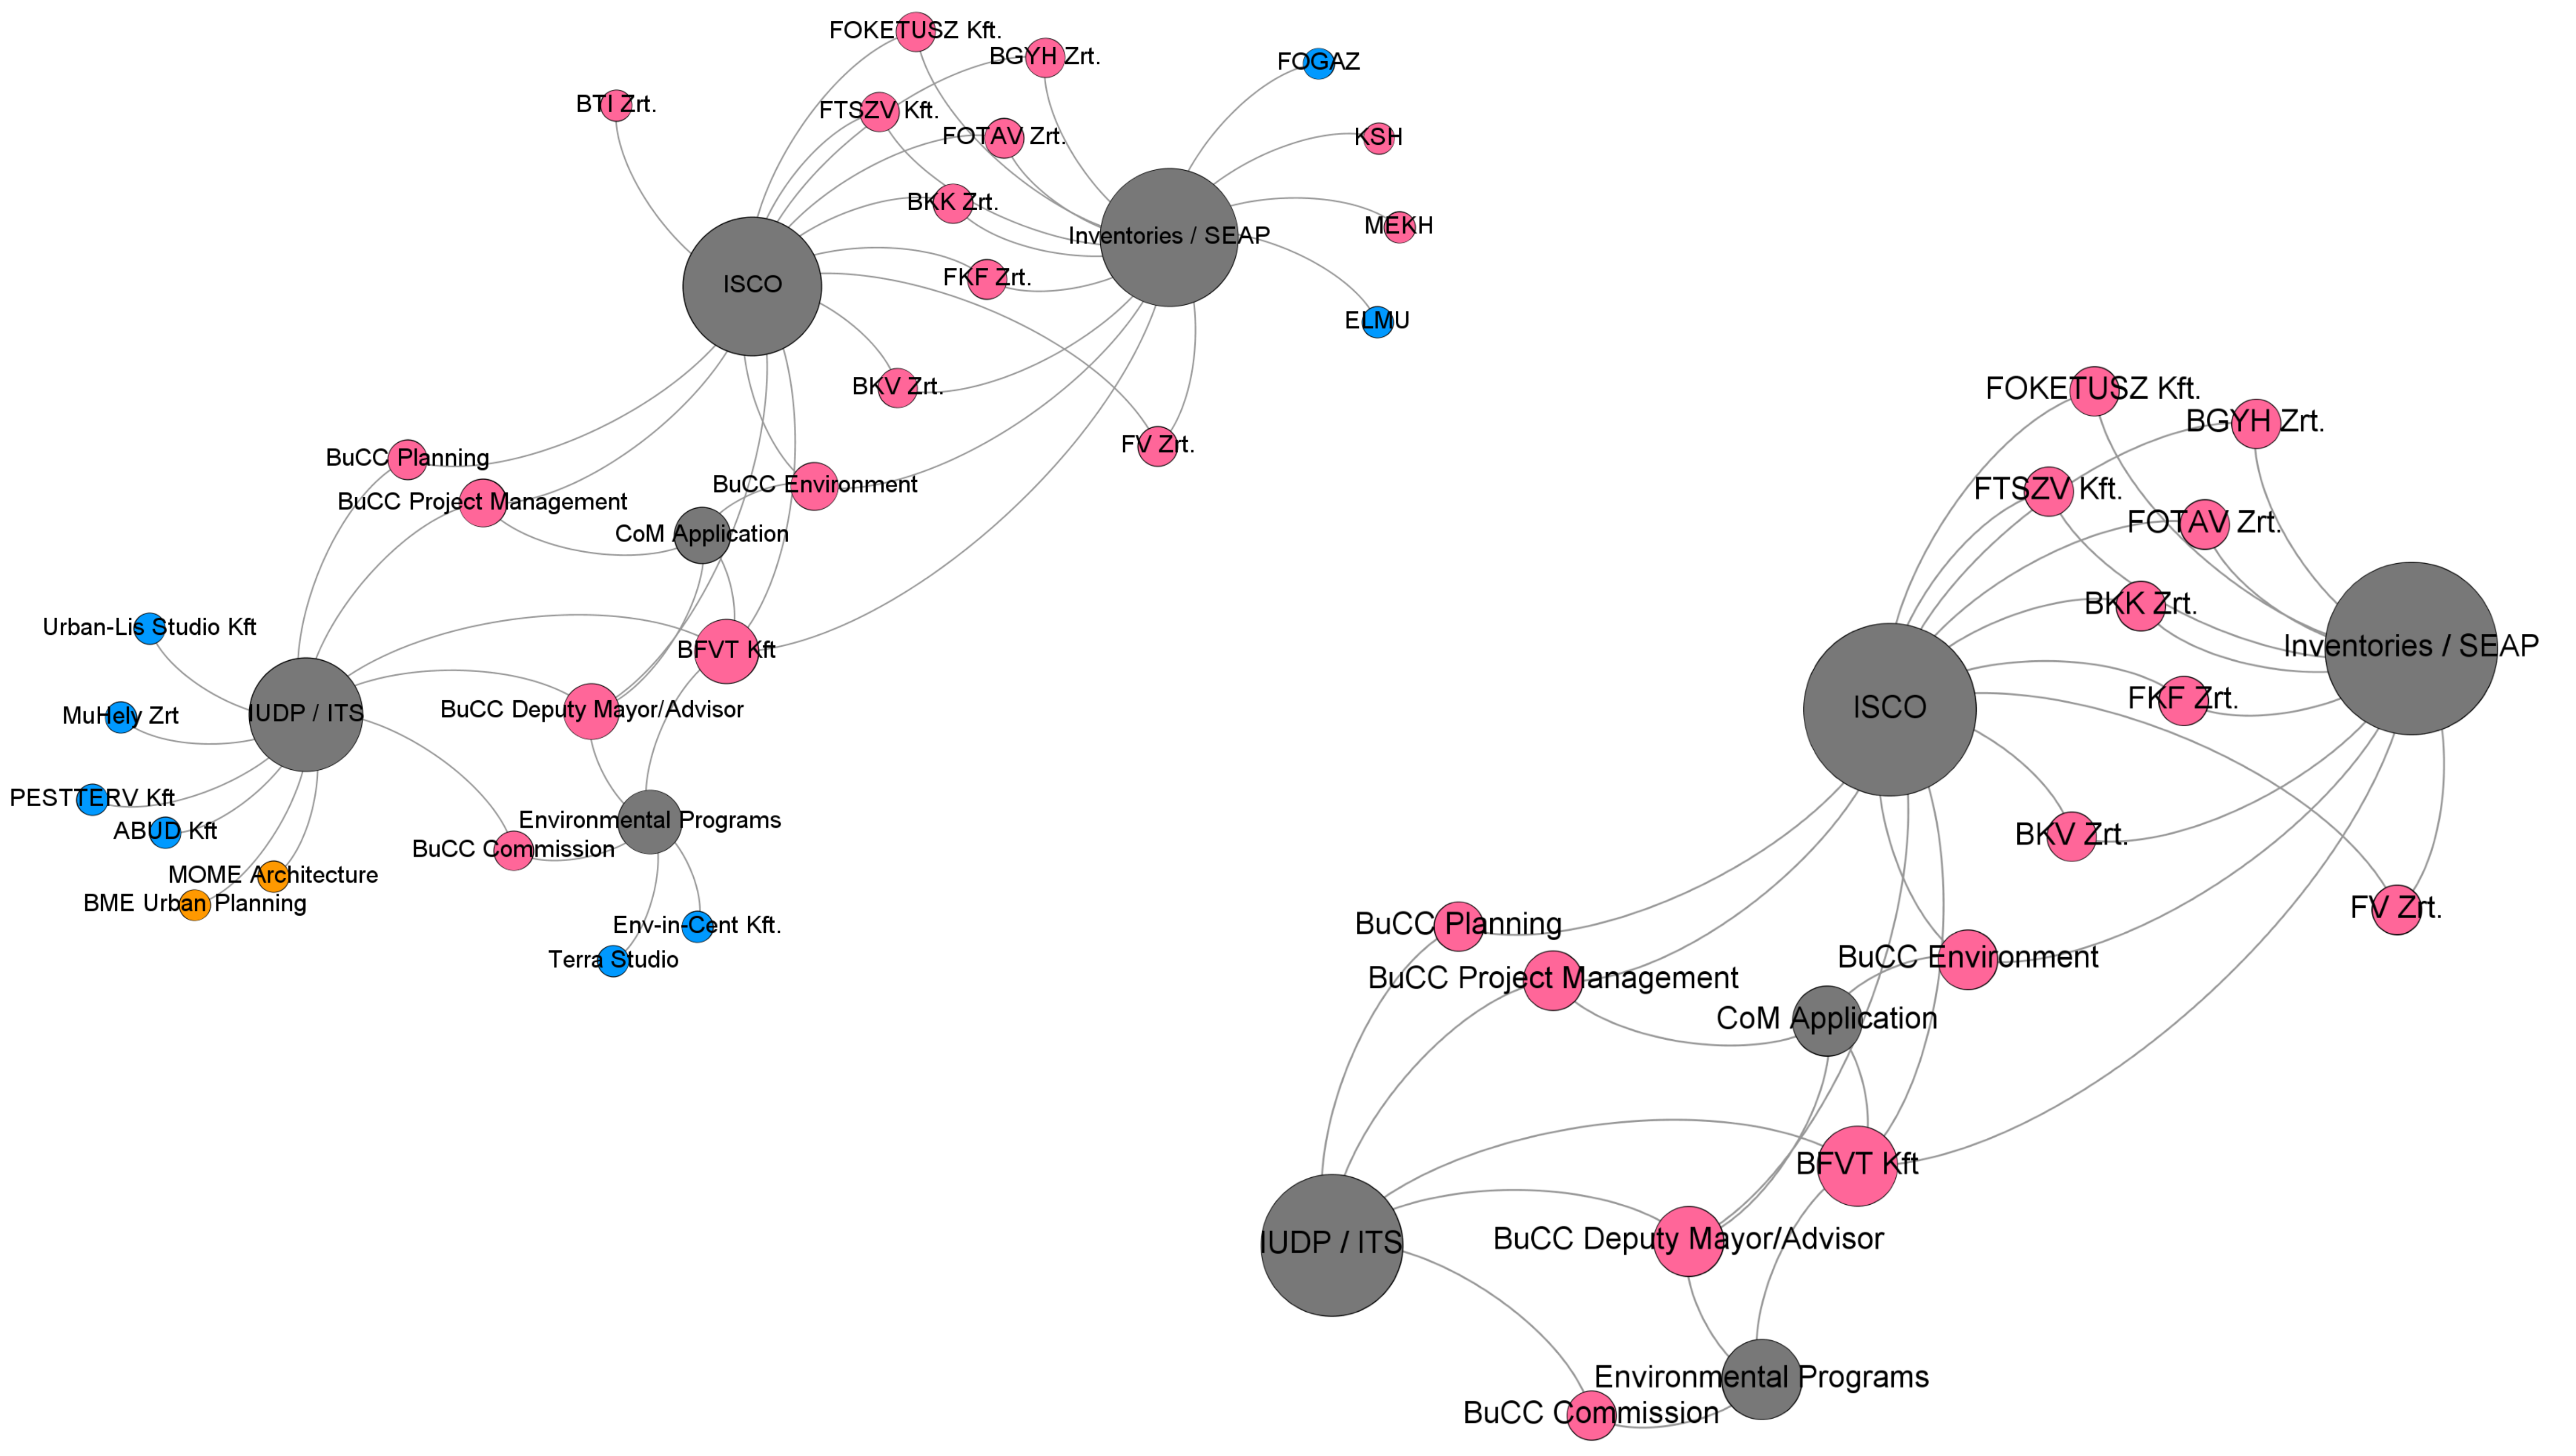 FOKETUSZ Kft.
BGYH Zrt.
FOGAZ
BTI Zrt.
FTSZV Kft.
FOTAV Zrt.
KSH
BKK Zrt.
MEKH
Inventories / SEAP
ISCO
FKF Zrt.
ELMU
BKV Zrt.
FV Zrt.
BuCC Planning
BuCC Project Management
BuCC Environment
CoM Application
Urban-Lis Studio Kft
BFVT Kft
MuHely Zrt
IUDP / ITS
BuCC Deputy Mayor/Advisor
PESTTERV Kft
ABUD Kft
Environmental Programs
BuCC Commission
MOME Architecture
BME Urban Planning
Env-in-Cent Kft.
Terra Studio
FOKETUSZ Kft.
BGYH Zrt.
FTSZV Kft.
FOTAV Zrt.
BKK Zrt.
Inventories / SEAP
FKF Zrt.
ISCO
BKV Zrt.
FV Zrt.
BuCC Planning
BuCC Environment
BuCC Project Management
CoM Application
BFVT Kft
BuCC Deputy Mayor/Advisor
IUDP / ITS
Environmental Programs
BuCC Commission